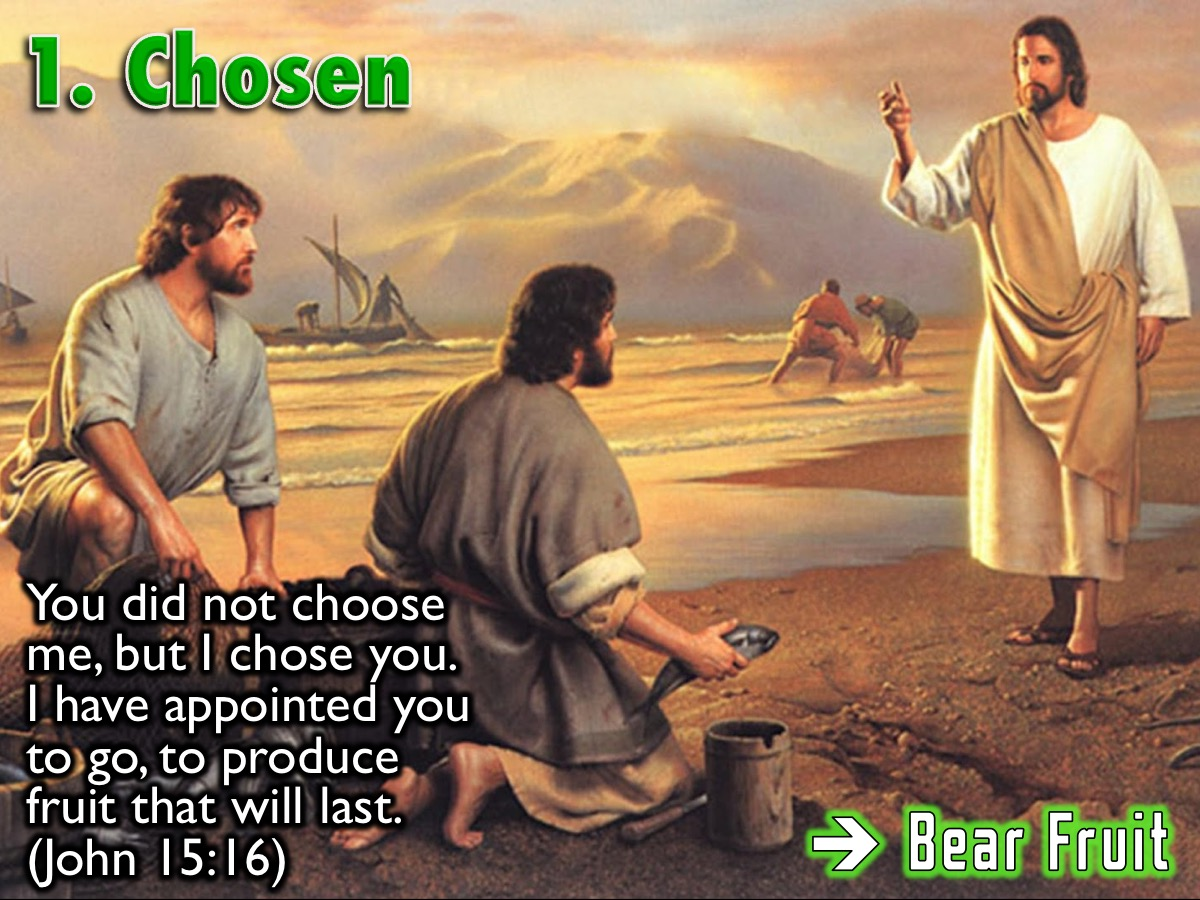 1. Chosen
You did not choose
me, but I chose you.
I have appointed you
to go, to produce
fruit that will last.
(John 15:16)
Bear Fruit